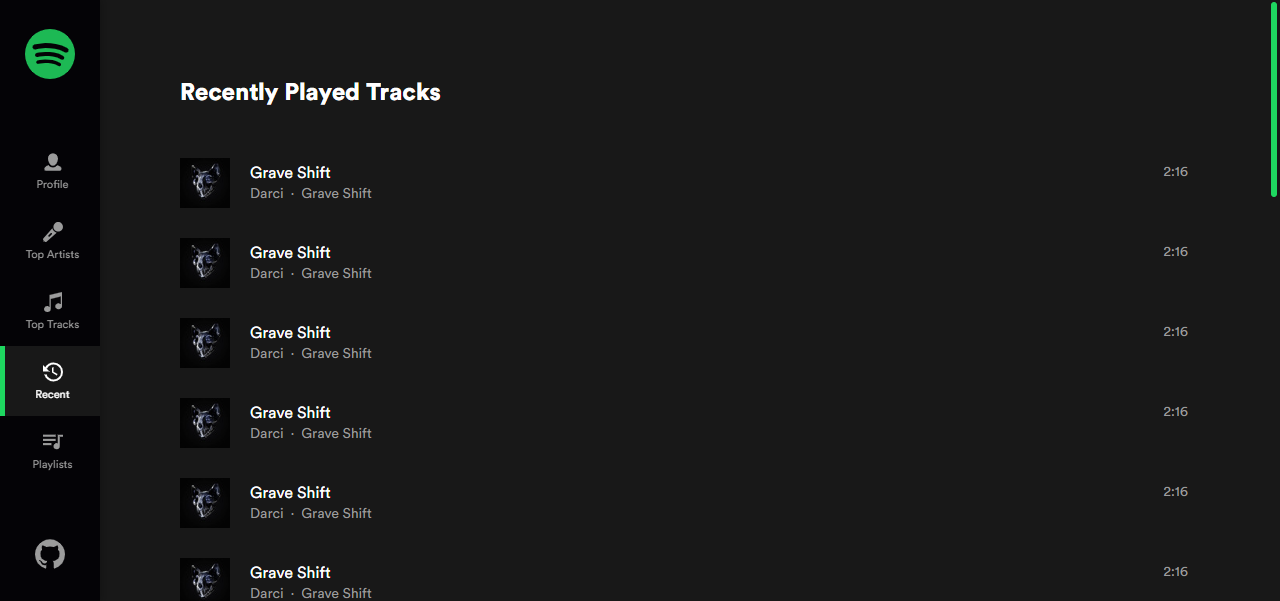 Recently Played Tracks
Profile
Top Artists
Top Tracks
Recent
Playlists
Grave Shift 2:16
Darci · Grave Shift
Grave Shift 2:16
Darci · Grave Shift
Grave Shift 2:16
Darci · Grave Shift
Grave Shift 2:16
Darci · Grave Shift
Grave Shift 2:16
Darci · Grave Shift
Grave Shift 2:16
Darci · Grave Shift